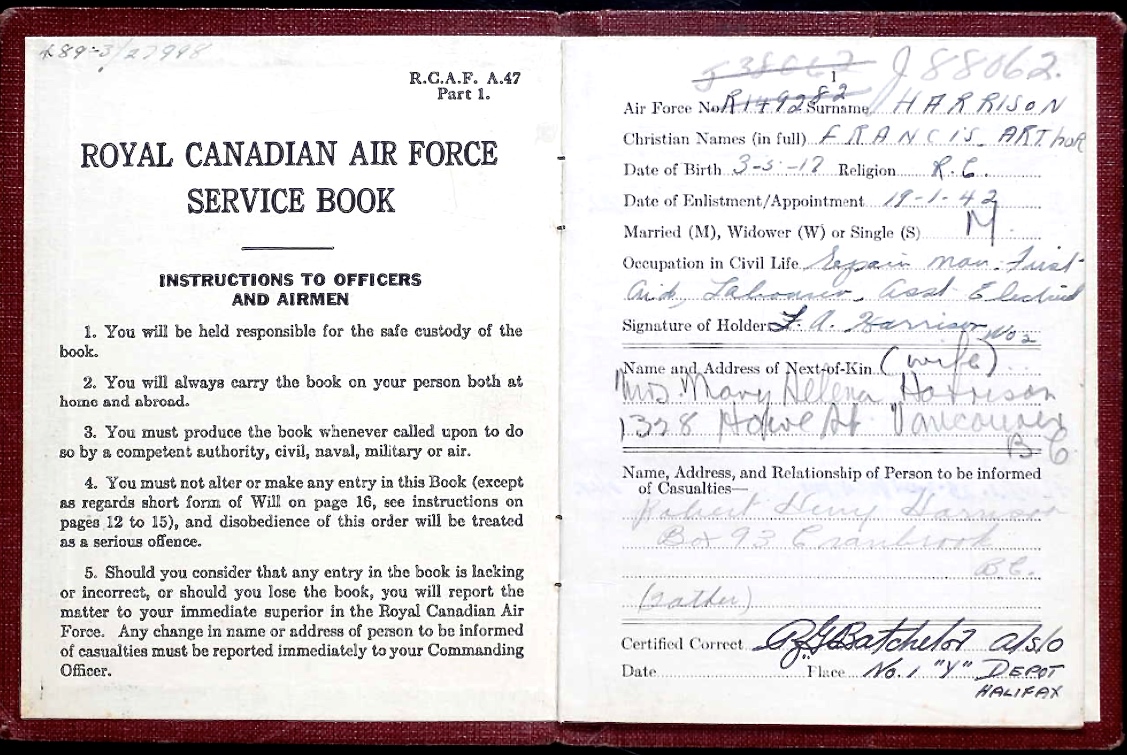 R.C.A.F. A.47
Part 1.
ROYAL CANADIAN AIR FORCE
SERVICE BOOK
INSTRUCTIONS TO OFFICERS
AND AIRMEN
1. You will be held responsible for the safe custody of the
book.
2. You will always carry the book on your person both at
home and abroad.
3. You must produce the book whenever called upon to do
so by a competent authority, civil, naval, military or air.
4. You must not alter or make any entry in this Book (except
as regards short form of Will on page 16, see instructions on
pages 12 to 15), and disobedience of this order will be treated
as a serious offence.
5. Should you consider that any entry in the book is lacking
or incorrect, or should you lose the book, you will report the
matter to your immediate superior in the Royal Canadian Air
Force. Any change in name or address of person to be informed
of casualties must be reported immediately to your Commanding
Officer.
J 88062.
1
Air Force No. R149282 Surname HARRISON
Christian Names (in full) FRANCIS. ARThoR
Date of Birth Religion R.C.
Date of Enlistment/Appointment 19-1-42
Married (M), Widower (W) or Single (S) M
Occupation in Civil Life Repair man. First
Aid, Labourer, Asst Electrical
Signature of Holder F. A. Harrison
Name and Address of Next-of-Kin (wife)
Mrs. Mary Hellena Harrison
1328 Howe St Vancouver
BC
Name, Address, and Relationship of Person to be informed
of Casualties—
Robert Henry Harrison
Box 93 Cranbrook
B.C.
(Father)
Certified Correct Batchelor A/S/O
Date Place No. 1 "Y" DEPOT
HALIFAX